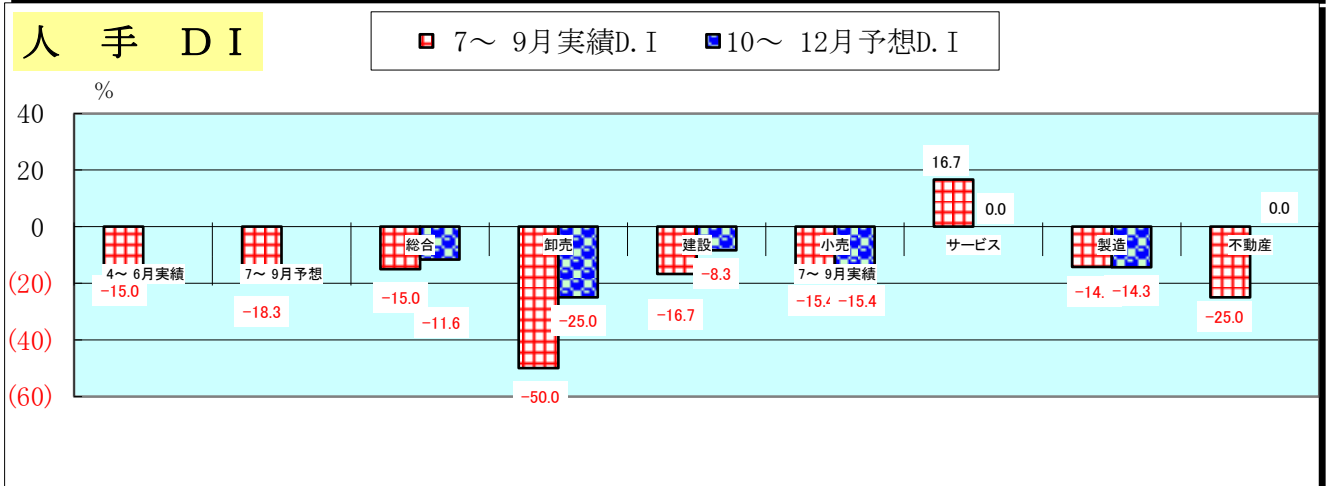 人 手 DI
7～ 9月実績D.I 10～ 12月予想D.I
%
40
20
0
(20)
(40)
(60)
16.7
0.0
0.0
総合
卸売
建設
小売
サービス
製造
不動産
4～ 6月実績
7～ 9月予想
7～ 9月実績
-15.0
-18.3
-15.0
-11.6
-50.0
-25.0
-16.7
-8.3
-15.4
-15.4
-14.
-14.3
-25.0